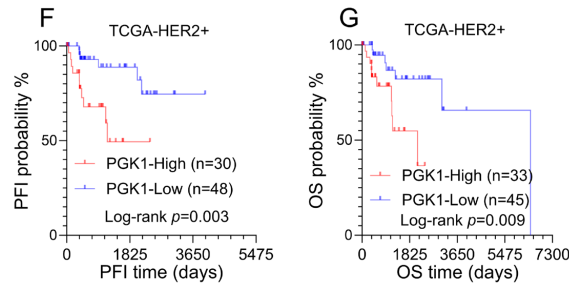 F
TCGA-HER2+
PFI probability %
100
50
0
PGK1-High (n=30)
PGK1-Low (n=48)
Log-rank p=0.003
0 1825 3650 5475
PFI time (days)
G
TCGA-HER2+
OS probability %
100
50
0
PGK1-High (n=33)
PGK1-Low (n=45)
Log-rank p=0.009
0 1825 3650 5475 7300
OS time (days)